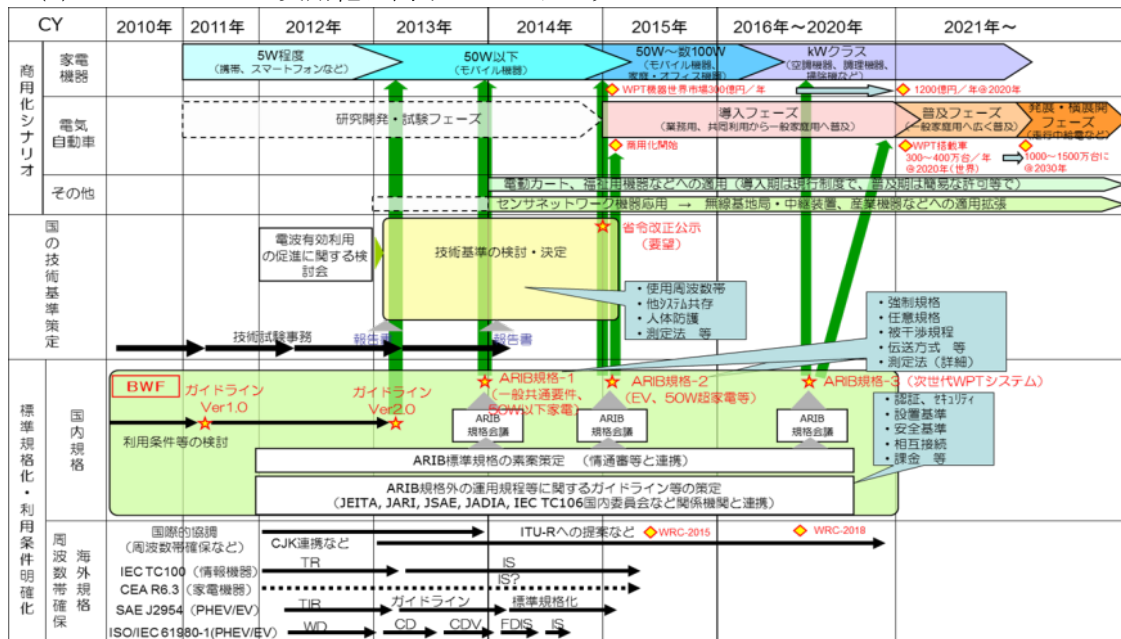 CY
2010年
2011年
2012年
2013年
2014年
2015年
2016年～2020年
2021年～
商用化シナリオ
家電
機器
5W程度
(携帯、スマートフォンなど)
50W以下
(モバイル機器)
50W～数100W
(モバイル機器、
家庭・オフィス機器)
kWクラス
(空調機器、調理機器、
掃除機など)
WPT機器世界市場300億円／年
1200億円／年@2020年
電気
自動車
研究開発・試験フェーズ
導入フェーズ
(業務用、共同利用から一般家庭用へ普及)
普及フェーズ
(一般家庭用へ広く普及)
発展・横展開
フェーズ
(走行中給電など)
商用化開始
WPT搭載車
300～400万台／年
@2020年(世界)
1000～1500万台に
@2030年
その他
電動カート、福祉用機器などへの適用（導入期は現行制度で、普及期は簡易な許可等で）
センサネットワーク機器応用 → 無線基地局・中継装置、産業機器などへの適用拡張
国の技術基準策定
電波有効利用
の促進に関する検
討会
技術基準の検討・決定
省令改正公示
(要望)
・使用周波数帯
・他システム共存
・人体防護
・測定法 等
・強制規格
・任意規格
・被干渉規程
・伝送方式 等
・測定法（詳細）
技術試験事務
報告書
報告書
標準規格化・利用条件明確化
国内規格
BWF
ガイドライン
Ver1.0
ガイドライン
Ver2.0
ARIB規格-1
(一般共通要件、
50W以下家電)
ARIB規格-2
(EV、50W超家電等)
ARIB規格-3 (次世代WPTシステム)
利用条件等の検討
ARIB
規格会議
ARIB
規格会議
ARIB
規格会議
・認証、セキュリティ
・設置基準
・安全基準
・相互接続
・課金 等
ARIB標準規格の素案策定 （情通審等と連携）
ARIB規格外の運用規程等に関するガイドライン等の策定
(JEITA, JARI, JSAE, JADIA, IEC TC106国内委員会など関係機関と連携)
周波数帯確保
海外規格
国際的協調
(周波数帯確保など)
CJK連携など
ITU-Rへの提案など
WRC-2015
WRC-2018
IEC TC100 (情報機器)
TR
IS
CEA R6.3 (家電機器)
IS?
SAE J2954 (PHEV/EV)
TIR
ガイドライン
標準規格化
ISO/IEC 61980-1(PHEV/EV)
WD
CD
CDV
FDIS
IS